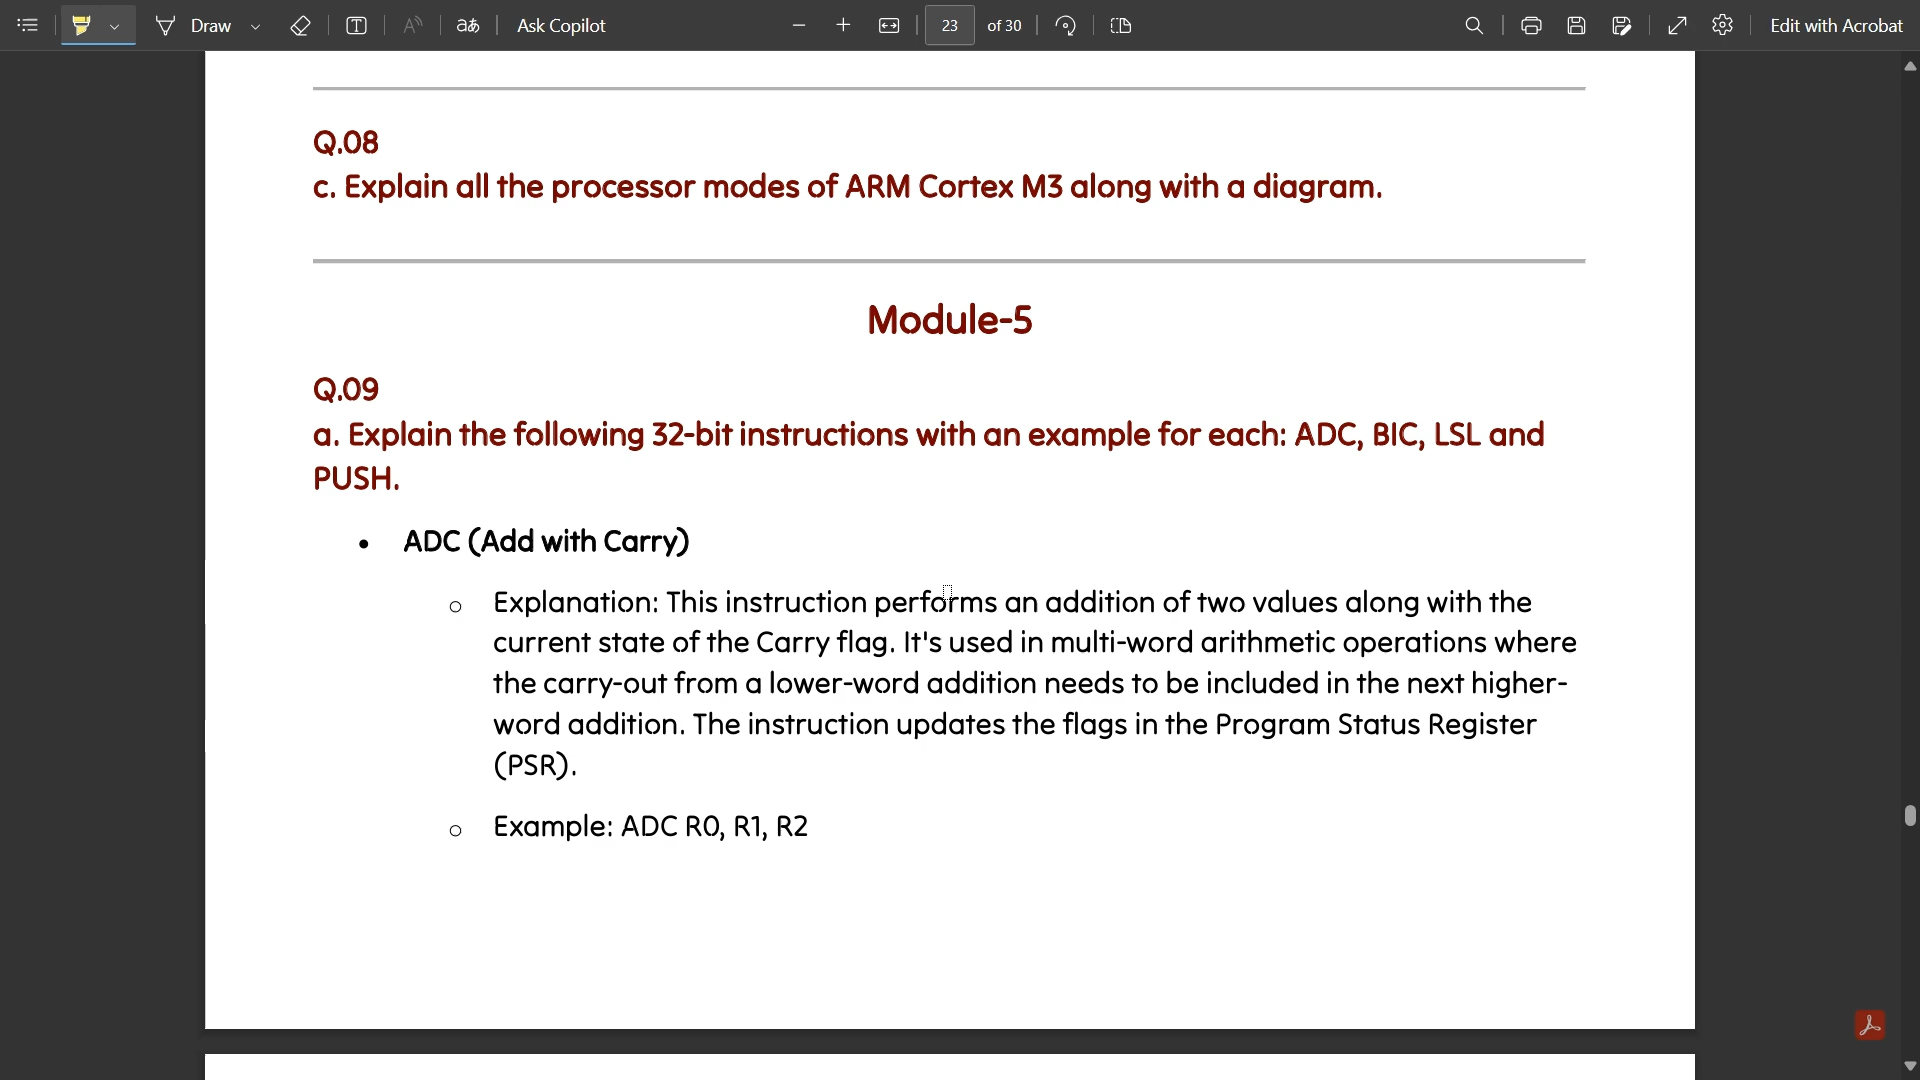 Draw
aあ
Ask Copilot
23 of 30
Edit with Acrobat
Q.08
c. Explain all the processor modes of ARM Cortex M3 along with a diagram.
Module-5
Q.09
a. Explain the following 32-bit instructions with an example for each: ADC, BIC, LSL and
PUSH.
• ADC (Add with Carry)
o Explanation: This instruction performs an addition of two values along with the
current state of the Carry flag. It's used in multi-word arithmetic operations where
the carry-out from a lower-word addition needs to be included in the next higher-
word addition. The instruction updates the flags in the Program Status Register
(PSR).
o Example: ADC R0, R1, R2